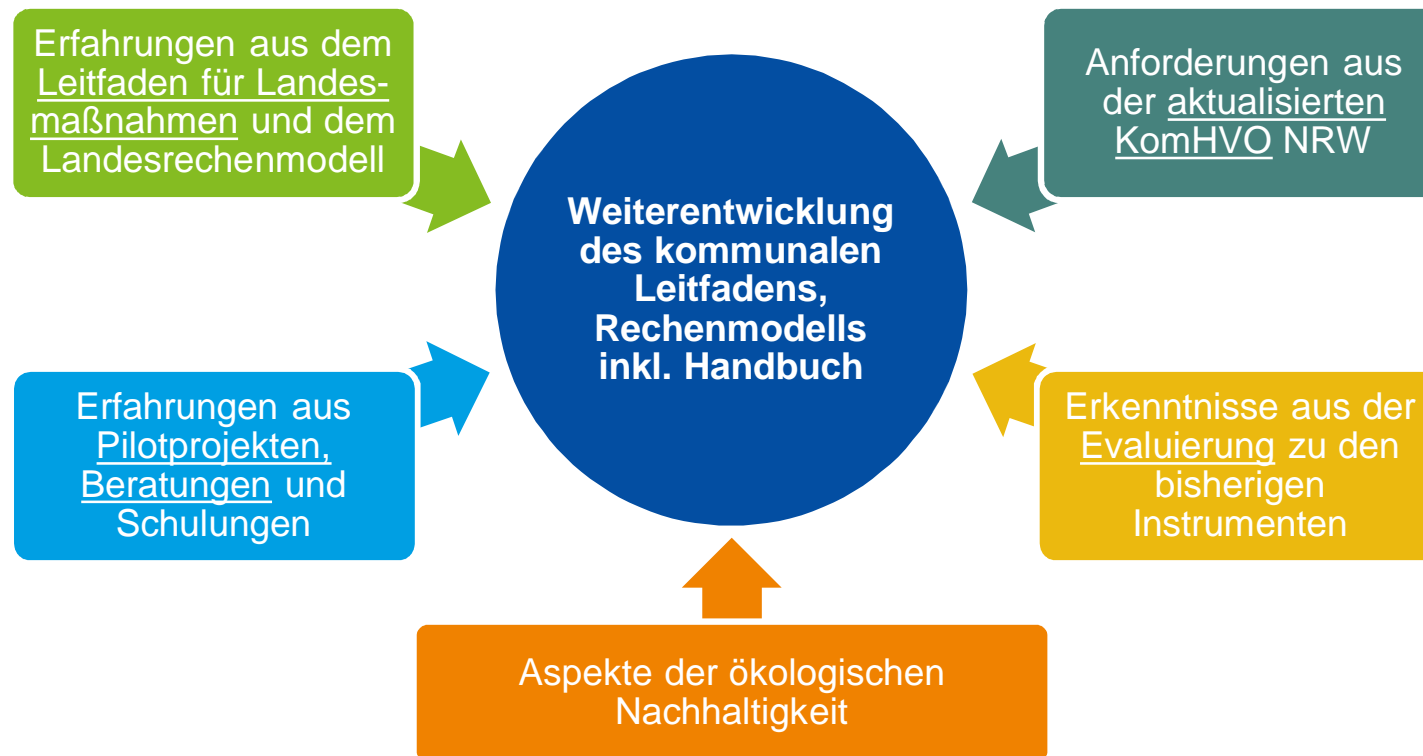 Erfahrungen aus dem
Leitfaden für Landes-
maßnahmen und dem
Landesrechenmodell
Anforderungen aus
der aktualisierten
KomHVO NRW
Weiterentwicklung
des kommunalen
Leitfadens,
Rechenmodells
inkl. Handbuch
Erfahrungen aus
Pilotprojekten,
Beratungen und
Schulungen
Erkenntnisse aus der
Evaluierung zu den
bisherigen
Instrumenten
Aspekte der ökologischen
Nachhaltigkeit